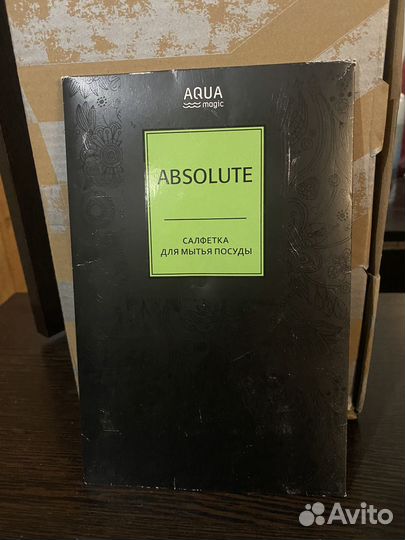 AQUA
magic
ABSOLUTE
САЛФЕТКА
ДЛЯ МЫТЬЯ ПОСУДЫ
Avito